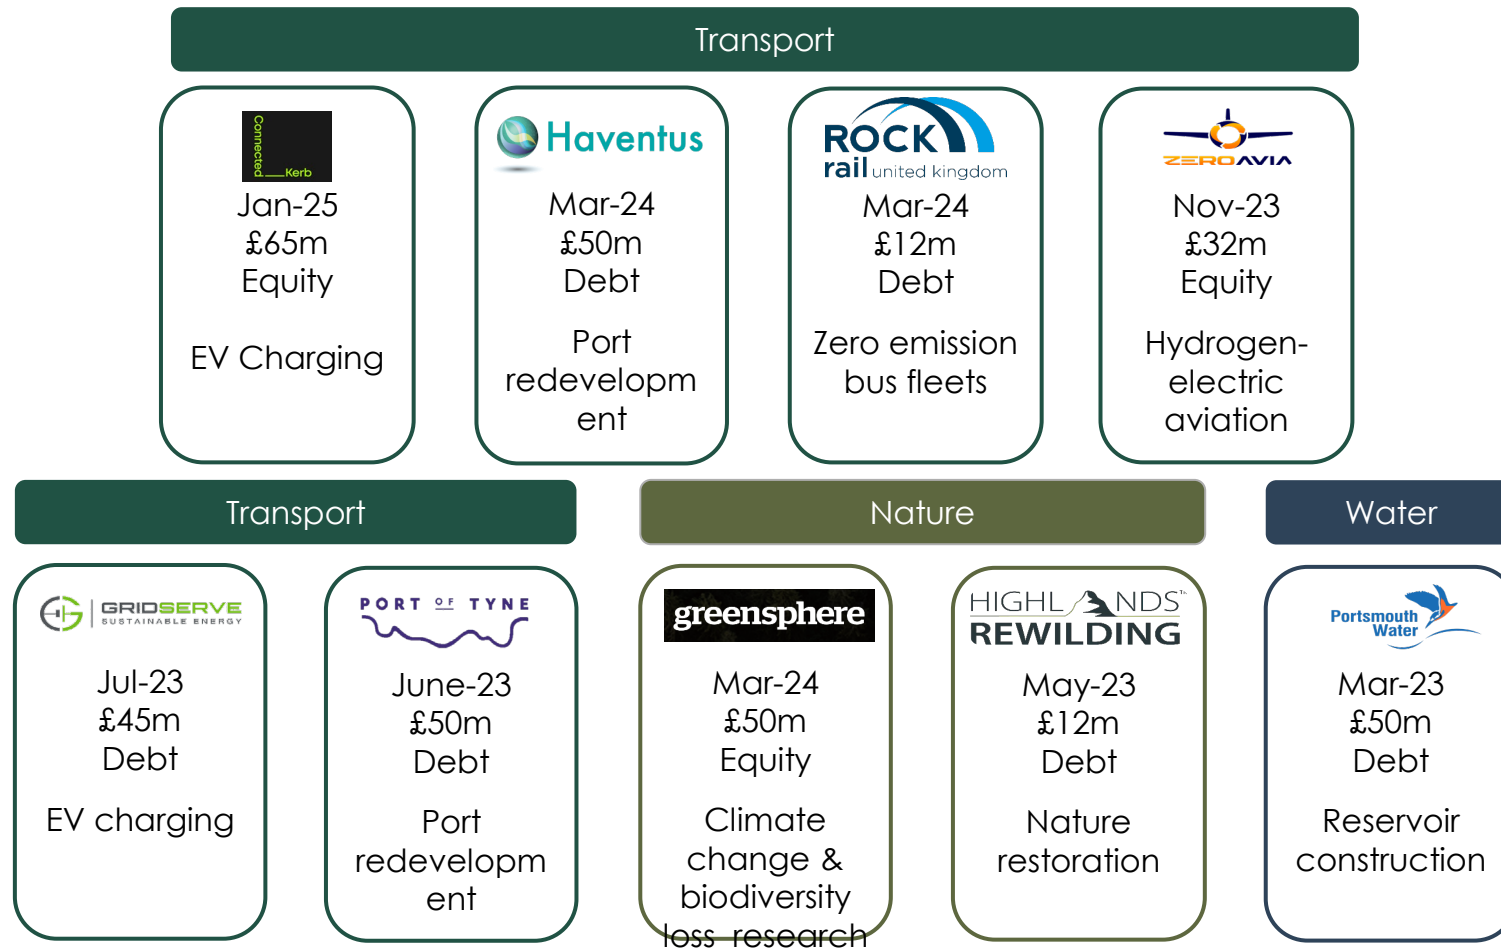 Transport
Connected
Kerb
Jan-25
£65m
Equity
EV Charging
Haventus
Mar-24
£50m
Debt
Port
redevelopm
ent
ROCK
rail united kingdom
Mar-24
£12m
Debt
Zero emission
bus fleets
ZEROAVIA
Nov-23
£32m
Equity
Hydrogen-
electric
aviation
Transport
GRIDSERVE
SUSTAINABLE ENERGY
Jul-23
£45m
Debt
EV charging
PORT OF TYNE
June-23
£50m
Debt
Port
redevelopm
ent
Nature
greensphere
Mar-24
£50m
Equity
Climate
change &
biodiversity
loss research
HIGHLANDS™
REWILDING
May-23
£12m
Debt
Nature
restoration
Water
Portsmouth
Water
Mar-23
£50m
Debt
Reservoir
construction